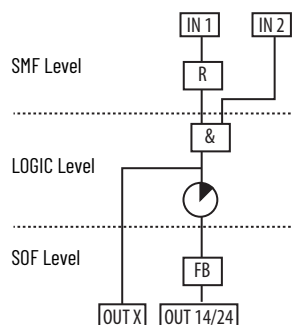 IN 1 IN 2
SMF Level
R
&
LOGIC Level
SOF Level
FB
OUT X OUT 14/24